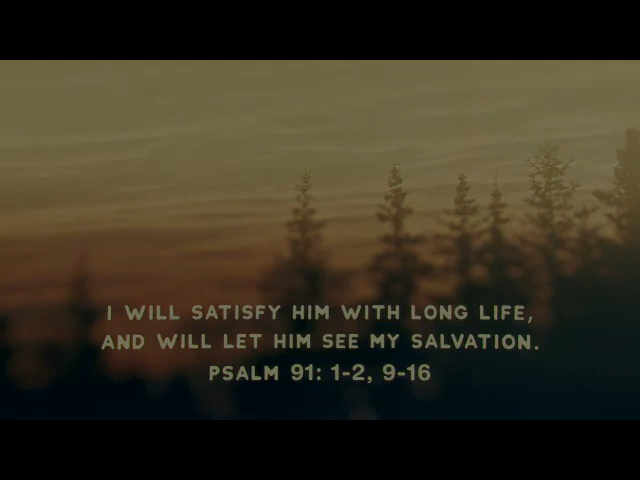 I WILL SATISFY HIM WITH LONG LIFE,
AND WILL LET HIM SEE MY SALVATION.
PSALM 91: 1-2, 9-16